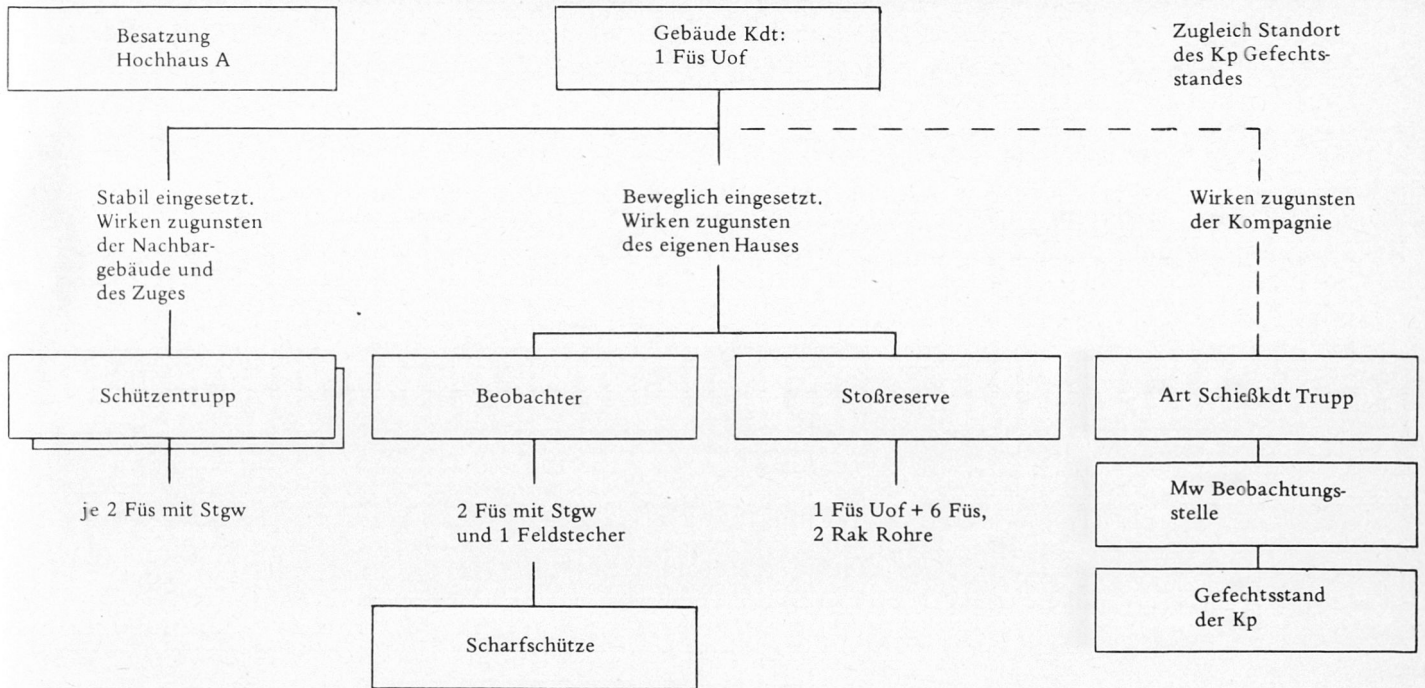 Besatzung
Hochhaus A
Gebäude Kdt:
1 Füs Uof
Zugleich Standort
des Kp Gefechts-
standes
Stabil eingesetzt.
Wirken zugunsten
der Nachbar-
gebäude und
des Zuges
Beweglich eingesetzt.
Wirken zugunsten
des eigenen Hauses
Wirken zugunsten
der Kompagnie
Schützentrupp
Beobachter
Stoßreserve
Art Schießkdt Trupp
je 2 Füs mit Stgw
2 Füs mit Stgw
und 1 Feldstecher
1 Füs Uof + 6 Füs,
2 Rak Rohre
Mw Beobachtungs-
stelle
Gefechtsstand
der Kp
Scharfschütze